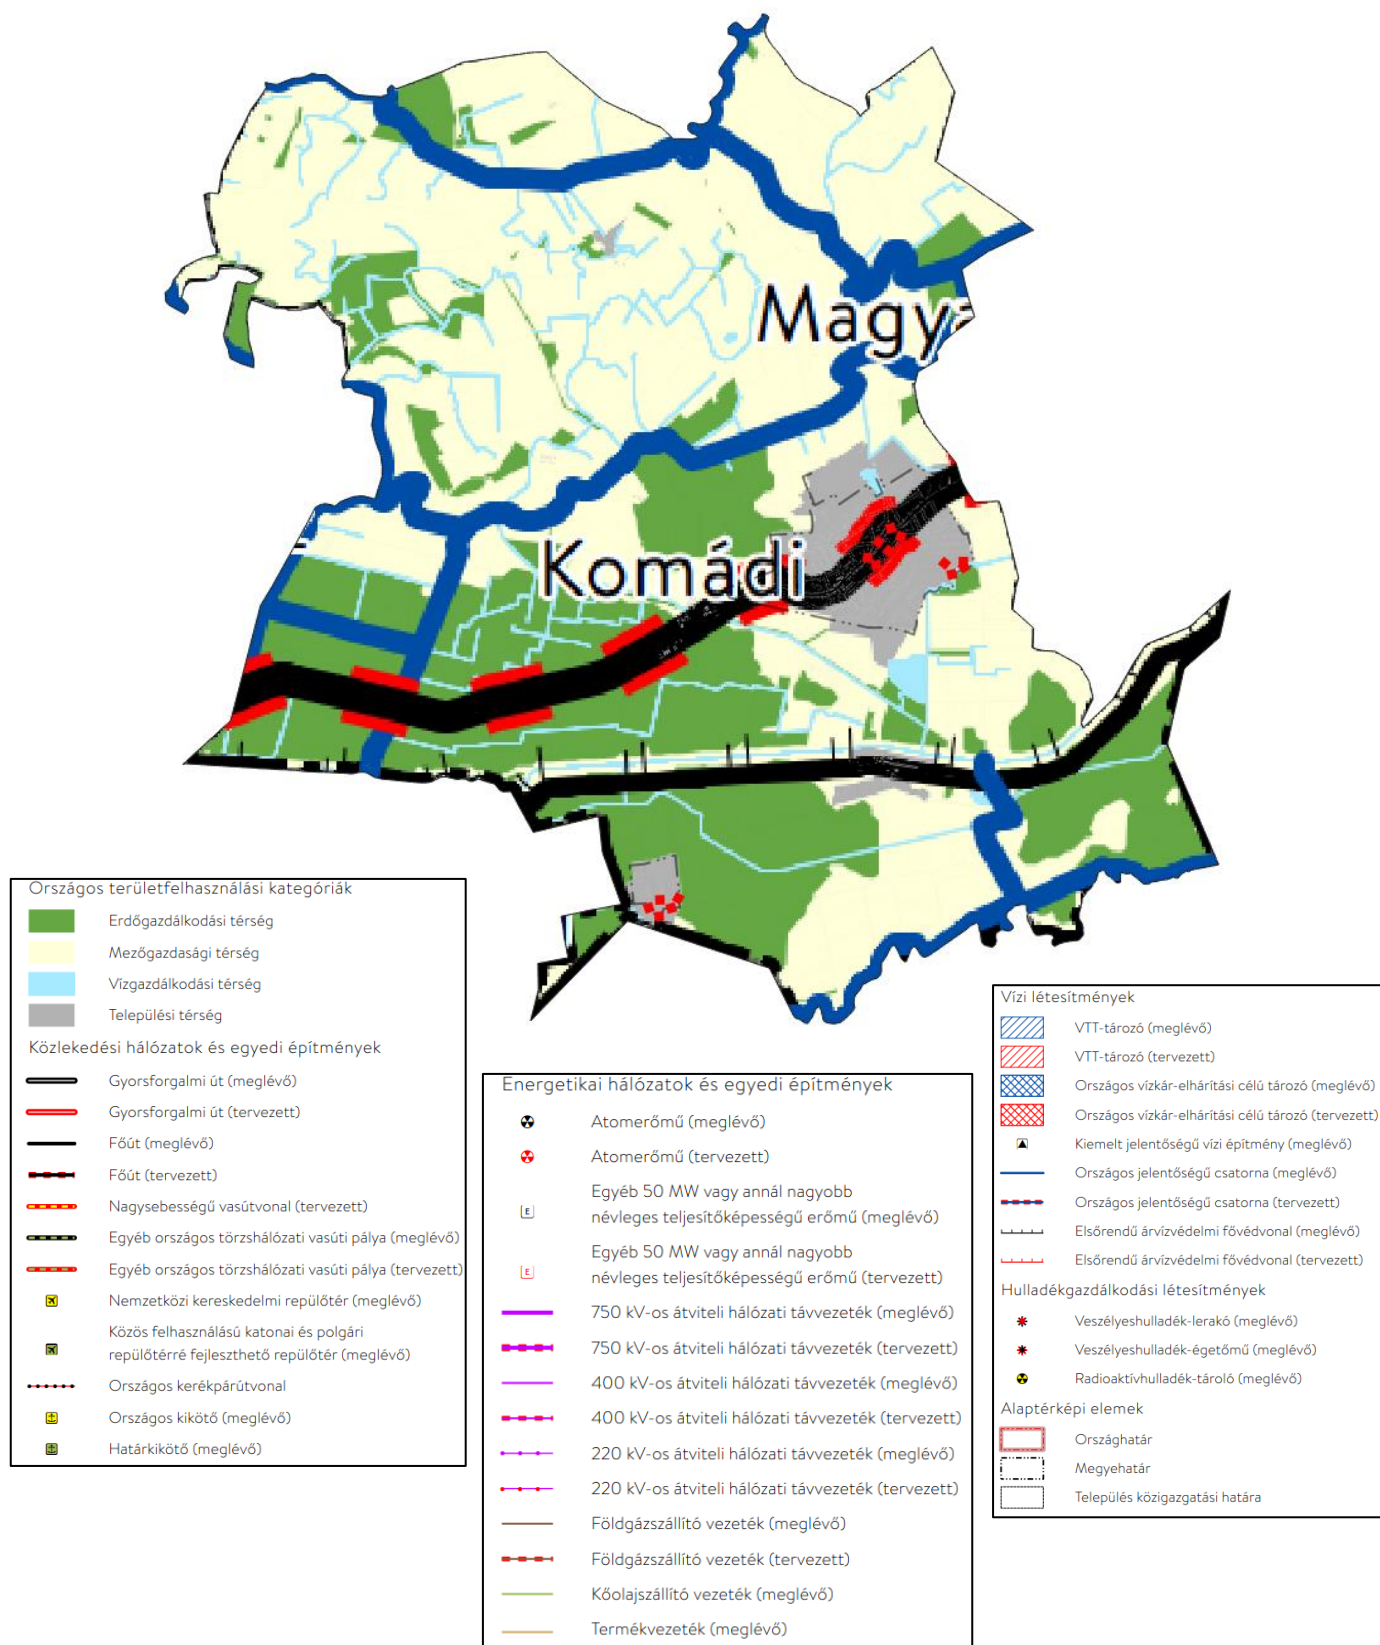 Magya
Komádi
Országos területfelhasználási kategóriák
Erdőgazdálkodási térség
Mezőgazdasági térség
Vízgazdálkodási térség
Települési térség
Közlekedési hálózatok és egyedi építmények
Gyorsforgalmi út (meglévő)
Gyorsforgalmi út (tervezett)
Főút (meglévő)
Főút (tervezett)
Nagysebességű vasútvonal (tervezett)
Egyéb országos törzshálózati vasúti pálya (meglévő)
Egyéb országos törzshálózati vasúti pálya (tervezett)
Nemzetközi kereskedelmi repülőtér (meglévő)
Közös felhasználású katonai és polgári
repülőtérré fejleszthető repülőtér (meglévő)
Országos kerékpárútvonal
Országos kikötő (meglévő)
Határkikötő (meglévő)
Energetikai hálózatok és egyedi építmények
Atomerőmű (meglévő)
Atomerőmű (tervezett)
Egyéb 50 MW vagy annál nagyobb
E névleges teljesítőképességű erőmű (meglévő)
Egyéb 50 MW vagy annál nagyobb
E névleges teljesítőképességű erőmű (tervezett)
750 kV-os átviteli hálózati távvezeték (meglévő)
750 kV-os átviteli hálózati távvezeték (tervezett)
400 kV-os átviteli hálózati távvezeték (meglévő)
400 kV-os átviteli hálózati távvezeték (tervezett)
220 kV-os átviteli hálózati távvezeték (meglévő)
220 kV-os átviteli hálózati távvezeték (tervezett)
Földgázszállító vezeték (meglévő)
Földgázszállító vezeték (tervezett)
Kőolajszállító vezeték (meglévő)
Termékvezeték (meglévő)
Vízi létesítmények
VTT-tározó (meglévő)
VTT-tározó (tervezett)
Országos vízkár-elhárítási célú tározó (meglévő)
Országos vízkár-elhárítási célú tározó (tervezett)
Kiemelt jelentőségű vízi építmény (meglévő)
Országos jelentőségű csatorna (meglévő)
Országos jelentőségű csatorna (tervezett)
Elsőrendű árvízvédelmi fővédvonal (meglévő)
Elsőrendű árvízvédelmi fővédvonal (tervezett)
Hulladékgazdálkodási létesítmények
Veszélyeshulladék-lerakó (meglévő)
Veszélyeshulladék-égetőmű (meglévő)
Radioaktívhulladék-tároló (meglévő)
Alaptérképi elemek
Országhatár
Megyehatár
Település közigazgatási határa